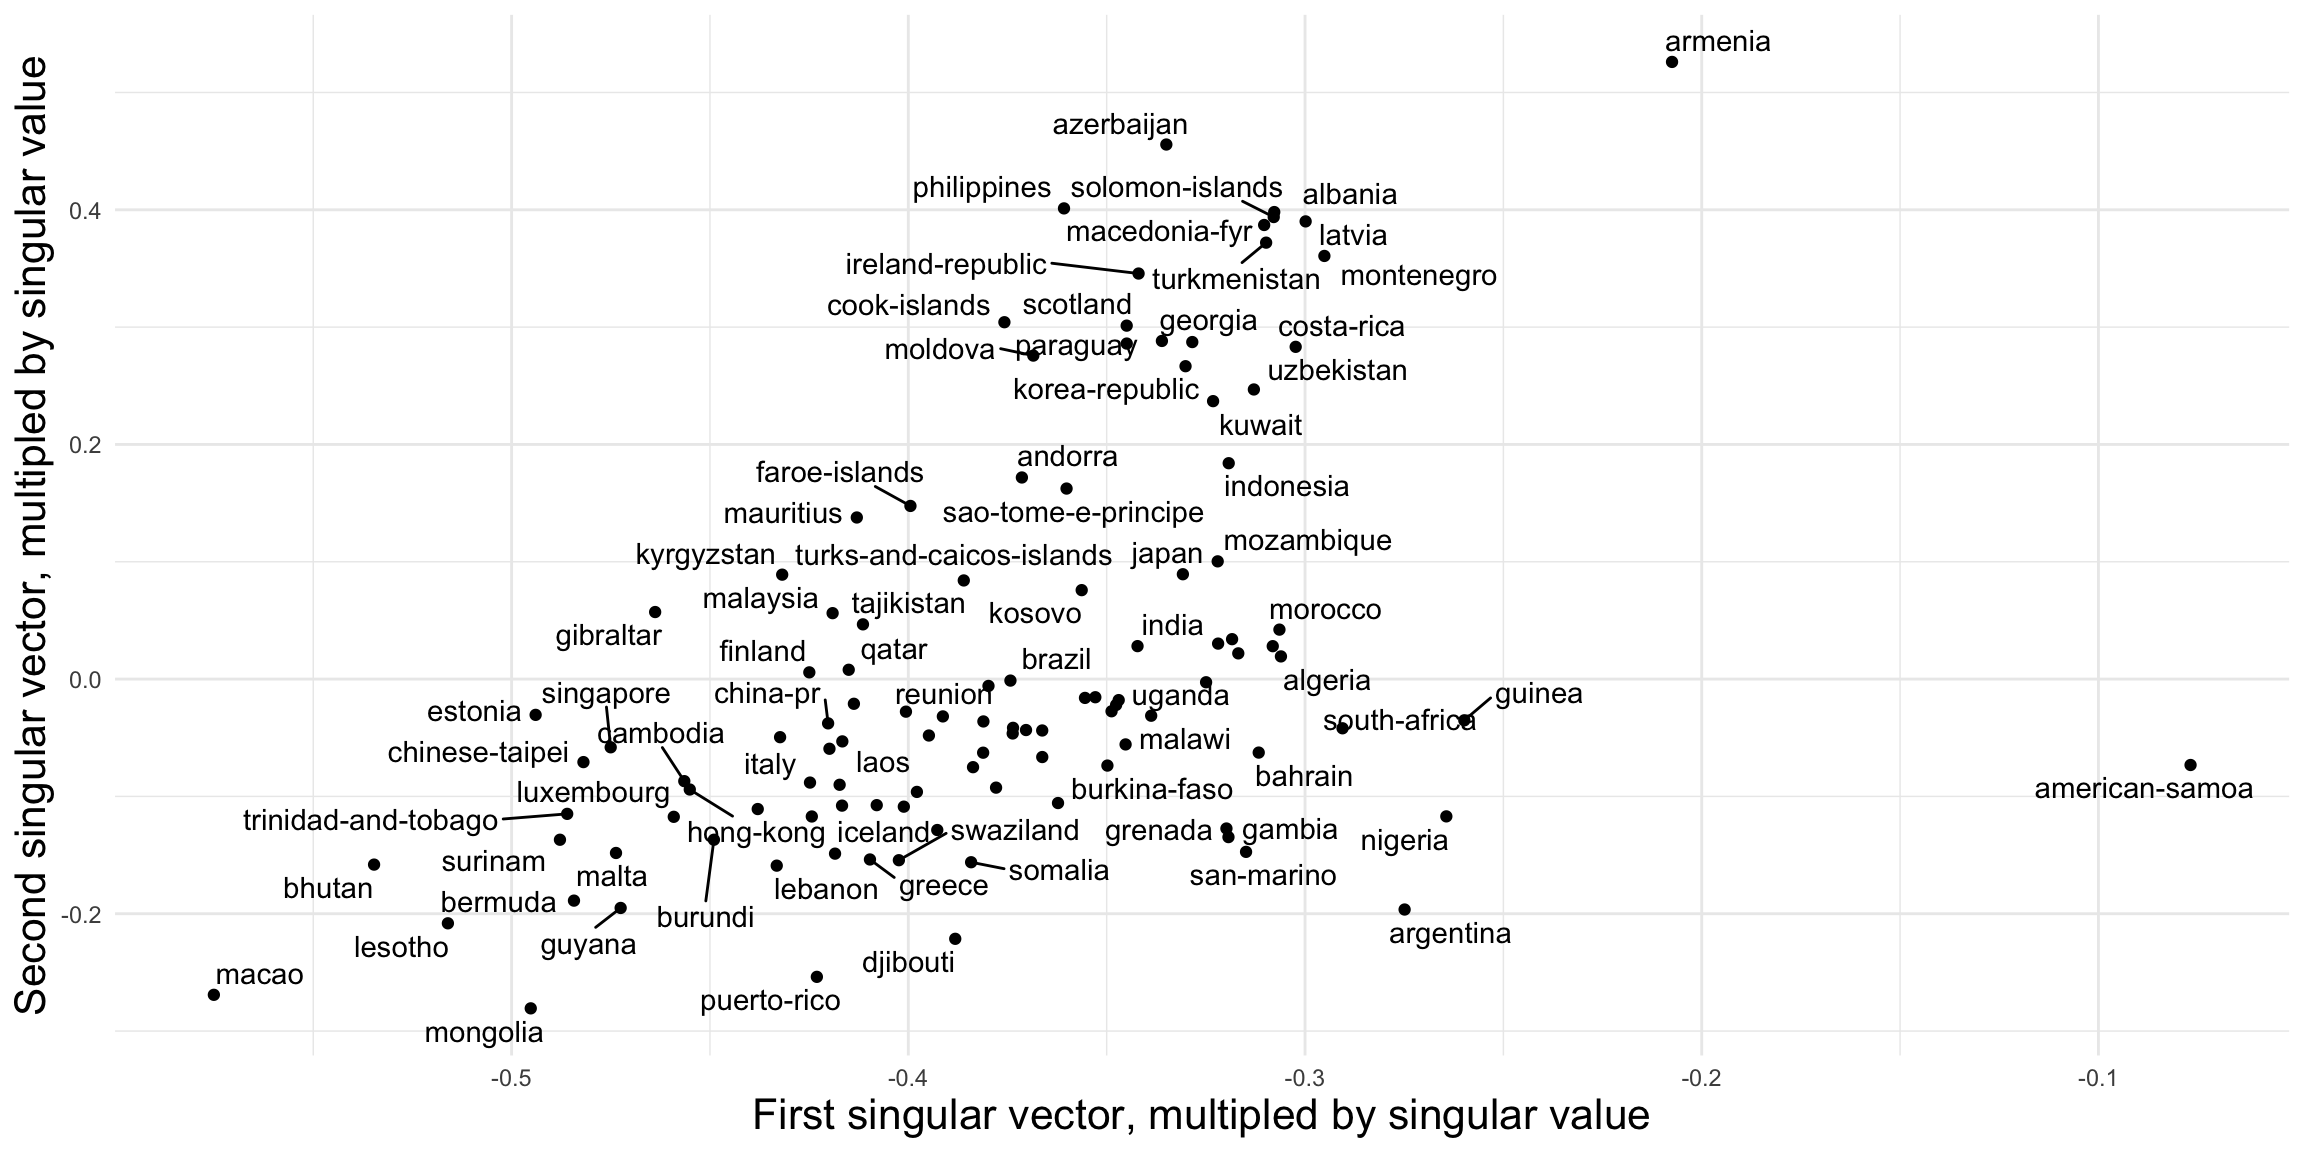 armenia
azerbaijan
philippines
solomon-islands
albania
macedonia-fyr
latvia
ireland-republic
turkmenistan
montenegro
cook-islands
scotland
georgia
costa-rica
moldova
paraguay
uzbekistan
korea-republic
kuwait
andorra
faroe-islands
indonesia
mauritius
sao-tome-e-principe
mozambique
kyrgyzstan
turks-and-caicos-islands
japan
malaysia
tajikistan
kosovo
morocco
gibraltar
india
finland
qatar
brazil
algeria
singapore
china-pr
reunion
uganda
guinea
estonia
south-africa
cambodia
chinese-taipei
malawi
italy
laos
bahrain
luxembourg
burkina-faso
american-samoa
trinidad-and-tobago
hong-kong
iceland
swaziland
grenada
gambia
nigeria
surinam
malta
lebanon
greece
somalia
san-marino
bhutan
bermuda
burundi
guyana
argentina
lesotho
djibouti
macao
puerto-rico
mongolia
0.4
0.2
0.0
-0.2
-0.5
-0.4
-0.3
-0.2
-0.1
First singular vector, multipled by singular value
Second singular vector, multipled by singular value